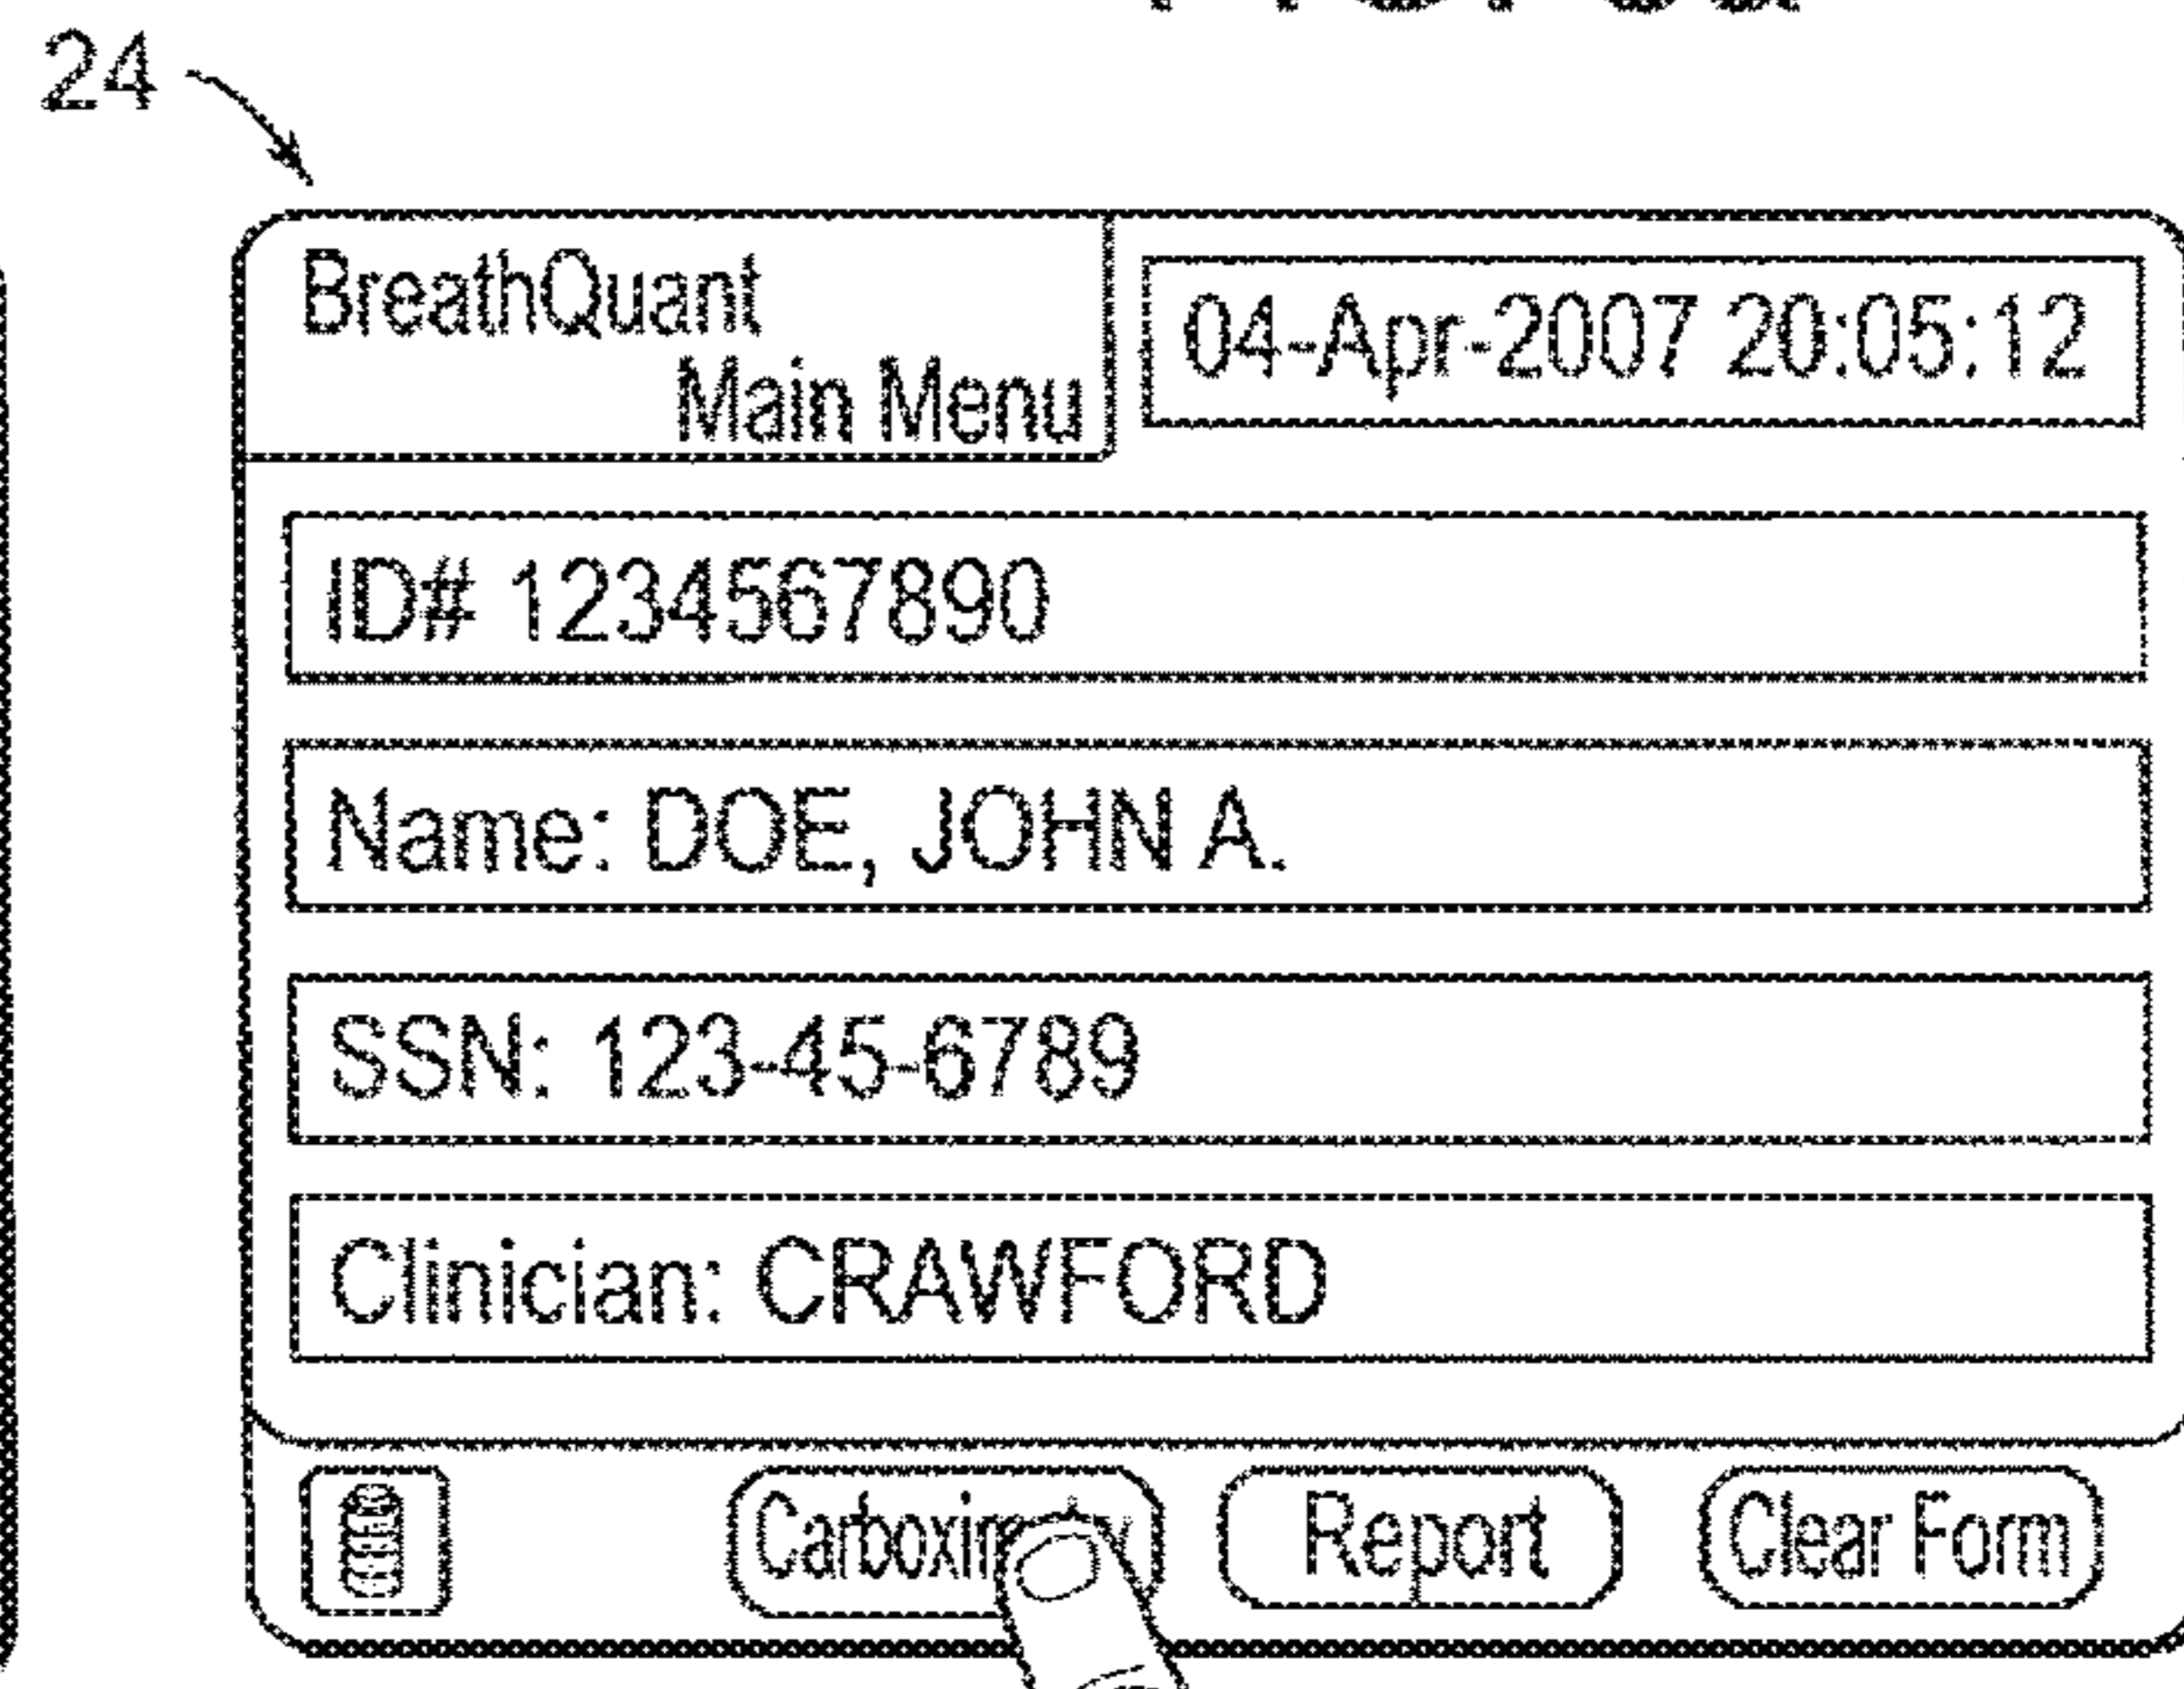 24
BreathQuant
Main Menu
04-Apr-2007 20:05:12
ID# 1234567890
Name: DOE, JOHN A.
SSN: 123-45-6789
Clinician: CRAWFORD
Report
Clear Form